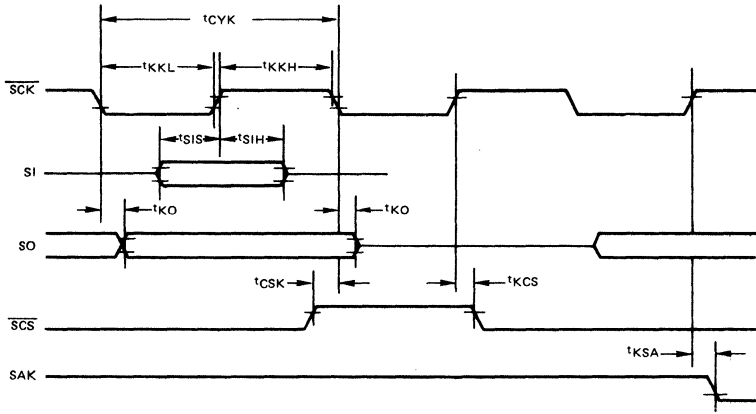 tCYK
tKKL tKKH
SCK
tSIS tSIH
SI
tKO tKO
SO
tCSK tKCS
SCS
tKSA
SAK